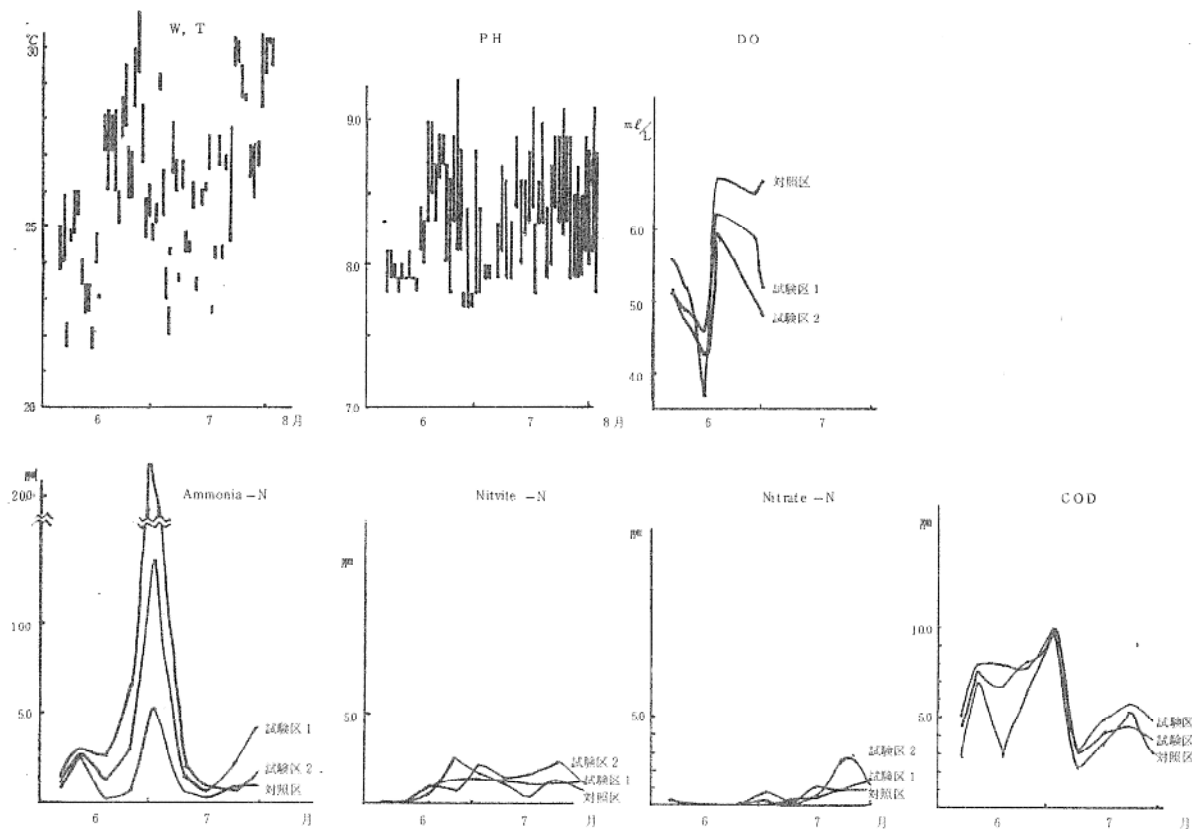 W, T
℃
30
25
20
6 7 8月
PH
9.0
8.0
7.0
6 7 8月
DO
mℓ/L
6.0
5.0
4.0
対照区
試験区1
試験区2
6 7
Ammonia -N
200
100
5.0
試験区1
試験区2
対照区
6 7 月
Nitvite -N
5.0
試験区2
試験区1
対照区
6 7 月
Nitrate -N
5.0
試験区2
試験区1
対照区
6 7 月
COD
10.0
5.0
試験区
試験区
対照区
6 7 月